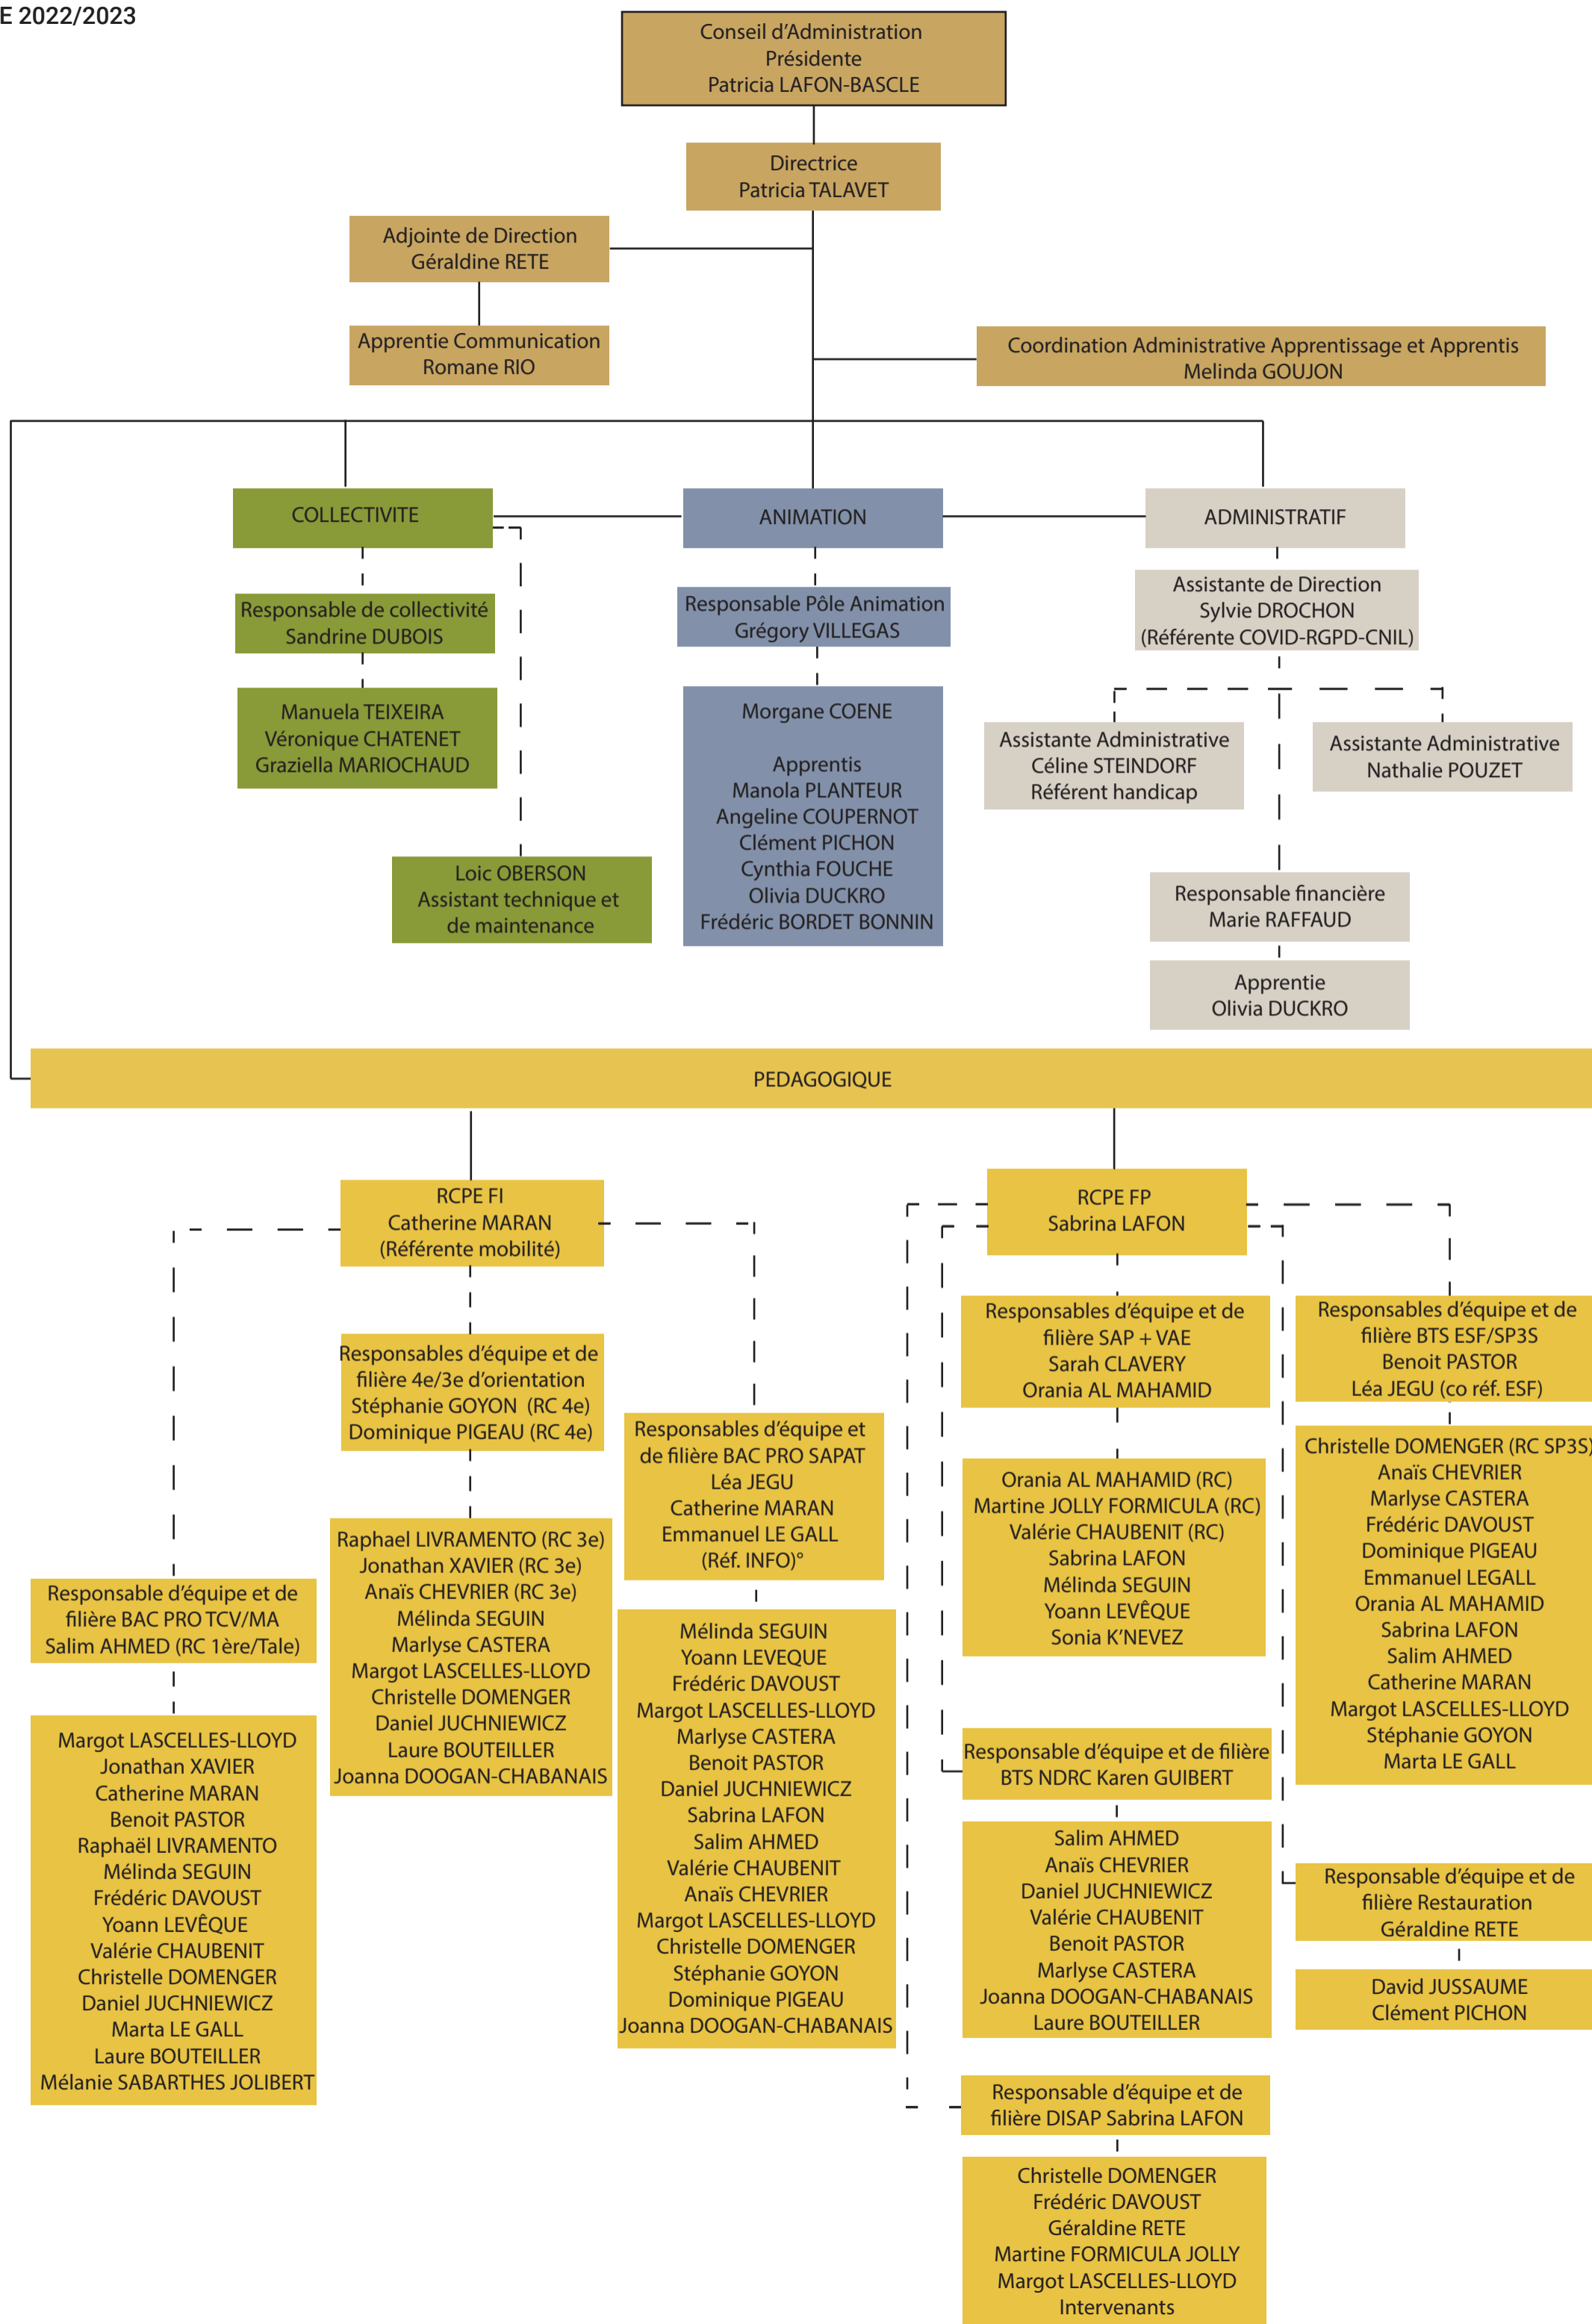 E 2022/2023
Conseil d’Administration
Présidente
Patricia LAFON-BASCLE
Directrice
Patricia TALAVET
Adjointe de Direction
Géraldine RETE
Apprentie Communication
Romane RIO
Coordination Administrative Apprentissage et Apprentis
Melinda GOUJON
COLLECTIVITE
Responsable de collectivité
Sandrine DUBOIS
Manuela TEIXEIRA
Véronique CHATENET
Graziella MARIOCHAUD
Loic OBERSON
Assistant technique et
de maintenance
ANIMATION
Responsable Pôle Animation
Grégory VILLEGAS
Morgane COENE
Apprentis
Manola PLANTEUR
Angeline COUPERNOT
Clément PICHON
Cynthia FOUCHE
Olivia DUCKRO
Frédéric BORDET BONNIN
ADMINISTRATIF
Assistante de Direction
Sylvie DROCHON
(Référente COVID-RGPD-CNIL)
Assistante Administrative
Céline STEINDORF
Référent handicap
Assistante Administrative
Nathalie POUZET
Responsable financière
Marie RAFFAUD
Apprentie
Olivia DUCKRO
PEDAGOGIQUE
RCPE FI
Catherine MARAN
(Référente mobilité)
Responsable d’équipe et de
filière BAC PRO TCV/MA
Salim AHMED (RC 1ère/Tale)
Margot LASCELLES-LLOYD
Jonathan XAVIER
Catherine MARAN
Benoit PASTOR
Raphaël LIVRAMENTO
Mélinda SEGUIN
Frédéric DAVOUST
Yoann LEVÊQUE
Valérie CHAUBENIT
Christelle DOMENGER
Daniel JUCHNIEWICZ
Marta LE GALL
Laure BOUTEILLER
Mélanie SABARTHES JOLIBERT
Responsables d’équipe et de
filière 4e/3e d’orientation
Stéphanie GOYON (RC 4e)
Dominique PIGEAU (RC 4e)
Raphael LIVRAMENTO (RC 3e)
Jonathan XAVIER (RC 3e)
Anaïs CHEVRIER (RC 3e)
Mélinda SEGUIN
Marlyse CASTERA
Margot LASCELLES-LLOYD
Christelle DOMENGER
Daniel JUCHNIEWICZ
Laure BOUTEILLER
Joanna DOOGAN-CHABANAIS
Responsables d’équipe et
de filière BAC PRO SAPAT
Léa JEGU
Catherine MARAN
Emmanuel LE GALL
(Réf. INFO)°
Mélinda SEGUIN
Yoann LEVEQUE
Frédéric DAVOUST
Margot LASCELLES-LLOYD
Marlyse CASTERA
Benoit PASTOR
Daniel JUCHNIEWICZ
Sabrina LAFON
Salim AHMED
Valérie CHAUBENIT
Anaïs CHEVRIER
Margot LASCELLES-LLOYD
Christelle DOMENGER
Stéphanie GOYON
Dominique PIGEAU
Joanna DOOGAN-CHABANAIS
RCPE FP
Sabrina LAFON
Responsables d’équipe et de
filière SAP + VAE
Sarah CLAVERY
Orania AL MAHAMID
Orania AL MAHAMID (RC)
Martine JOLLY FORMICULA (RC)
Valérie CHAUBENIT (RC)
Sabrina LAFON
Mélinda SEGUIN
Yoann LEVÊQUE
Sonia K’NEVEZ
Responsable d’équipe et de filière
BTS NDRC Karen GUIBERT
Salim AHMED
Anaïs CHEVRIER
Daniel JUCHNIEWICZ
Valérie CHAUBENIT
Benoit PASTOR
Marlyse CASTERA
Joanna DOOGAN-CHABANAIS
Laure BOUTEILLER
Responsable d’équipe et de
filière DISAP Sabrina LAFON
Christelle DOMENGER
Frédéric DAVOUST
Géraldine RETE
Martine FORMICULA JOLLY
Margot LASCELLES-LLOYD
Intervenants
Responsables d’équipe et de
filière BTS ESF/SP3S
Benoit PASTOR
Léa JEGU (co réf. ESF)
Christelle DOMENGER (RC SP3S)
Anaïs CHEVRIER
Marlyse CASTERA
Frédéric DAVOUST
Dominique PIGEAU
Emmanuel LEGALL
Orania AL MAHAMID
Sabrina LAFON
Salim AHMED
Catherine MARAN
Margot LASCELLES-LLOYD
Stéphanie GOYON
Marta LE GALL
Responsable d’équipe et de
filière Restauration
Géraldine RETE
David JUSSAUME
Clément PICHON